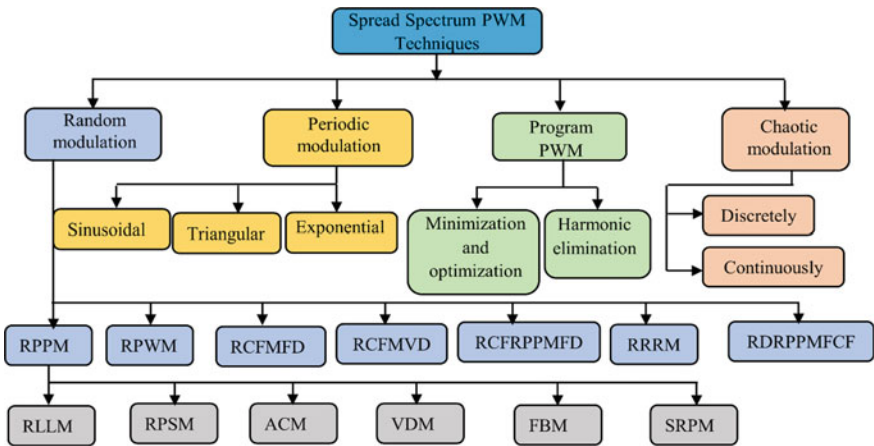 Spread Spectrum PWM
Techniques
Random
modulation
Periodic
modulation
Program
PWM
Chaotic
modulation
Sinusoidal
Triangular
Exponential
Minimization
and
optimization
Harmonic
elimination
Discretely
Continuously
RPPM
RPWM
RCFMFD
RCFMVD
RCFRPPMFD
RRRM
RDRPPMFCF
RLLM
RPSM
ACM
VDM
FBM
SRPM